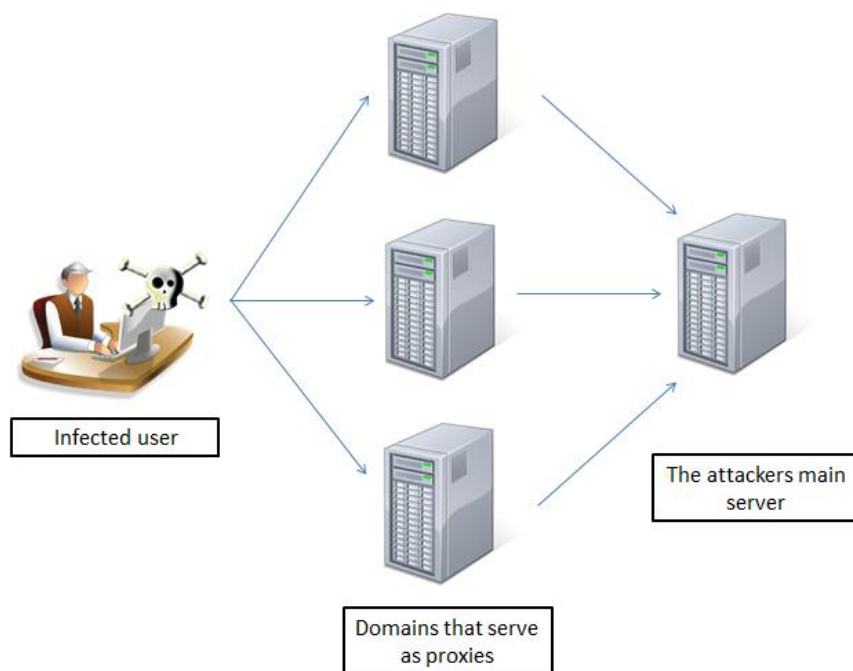 Infected user
The attackers main
server
Domains that serve
as proxies